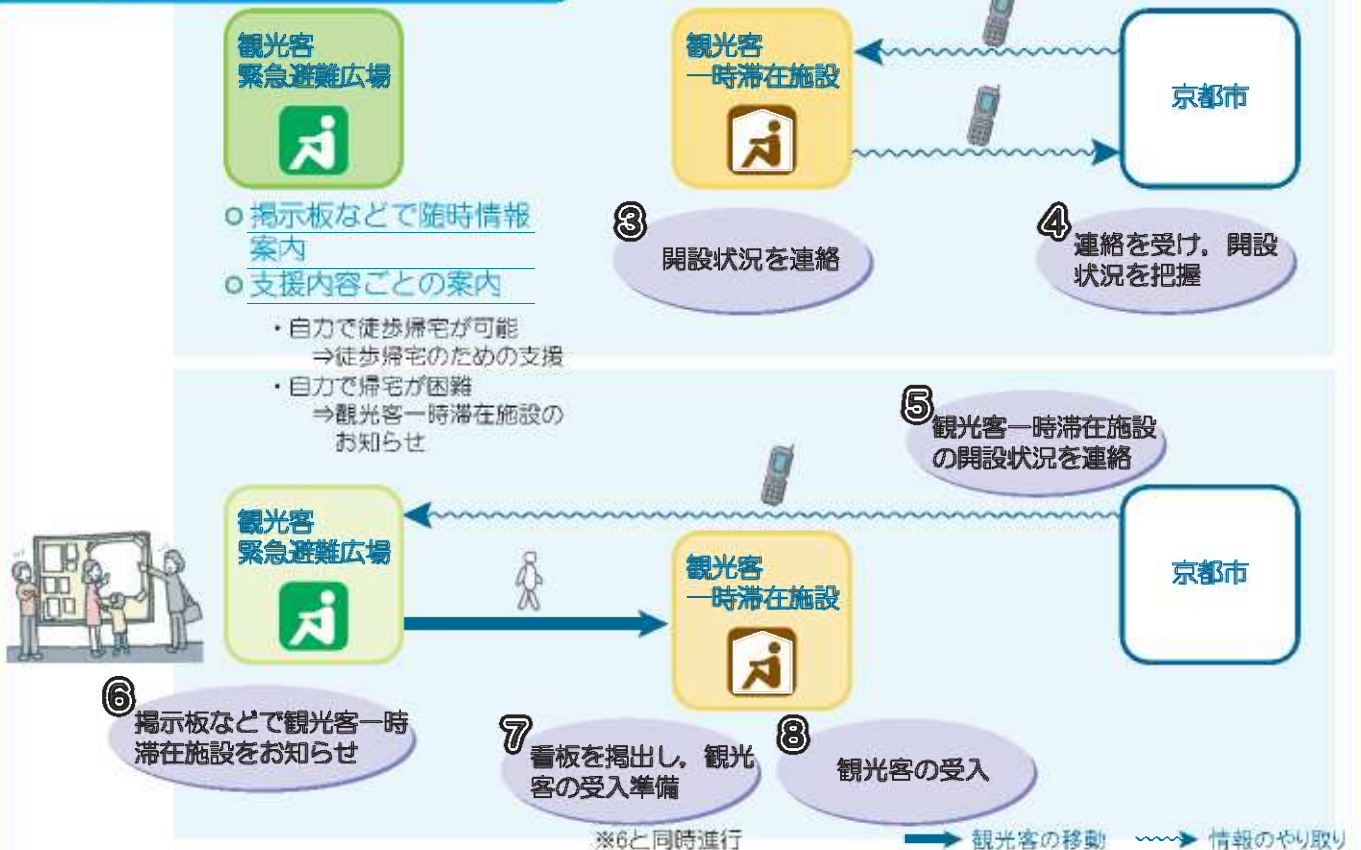 観光客
緊急避難広場
観光客
一時滞在施設
京都市
掲示板などで随時情報
案内
支援内容ごとの案内
・自力で徒歩帰宅が可能
⇒徒歩帰宅のための支援
・自力で帰宅が困難
⇒観光客一時滞在施設の
お知らせ
③
開設状況を連絡
④
連絡を受け，開設
状況を把握
⑤
観光客一時滞在施設
の開設状況を連絡
観光客
緊急避難広場
観光客
一時滞在施設
京都市
⑥
掲示板などで観光客一時
滞在施設をお知らせ
⑦
看板を掲出し，観光
客の受入準備
⑧
観光客の受入
※6と同時進行
観光客の移動
情報のやり取り